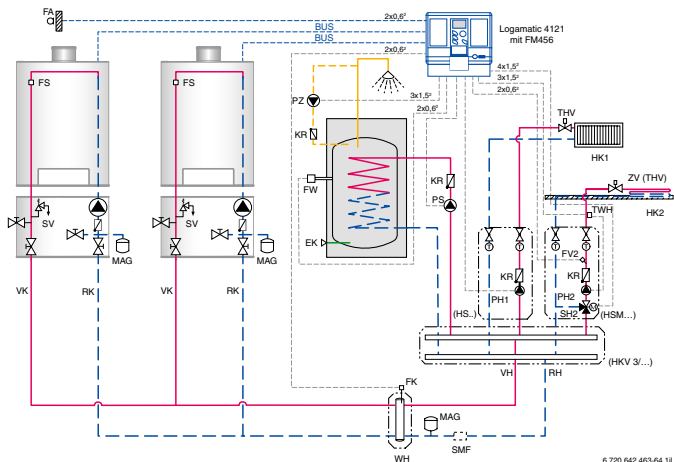 FA
2x0,6²
BUS
BUS
2x0,6²
Logamatic 4121
mit FM456
4x1,5²
3x1,5²
2x0,6²
3x1,5²
2x0,6²
FS
FS
PZ
KR
THV
HK1
KR
PS
FW
EK
ZV (THV)
TWH
HK2
SV
MAG
SV
MAG
FV2
KR
KR
PH1
PH2
SH2
M
VK
RK
VK
RK
(HS..)
(HSM…)
(HKV 3/…)
VH
RH
FK
MAG
SMF
WH
6 720 642 463-64.1il